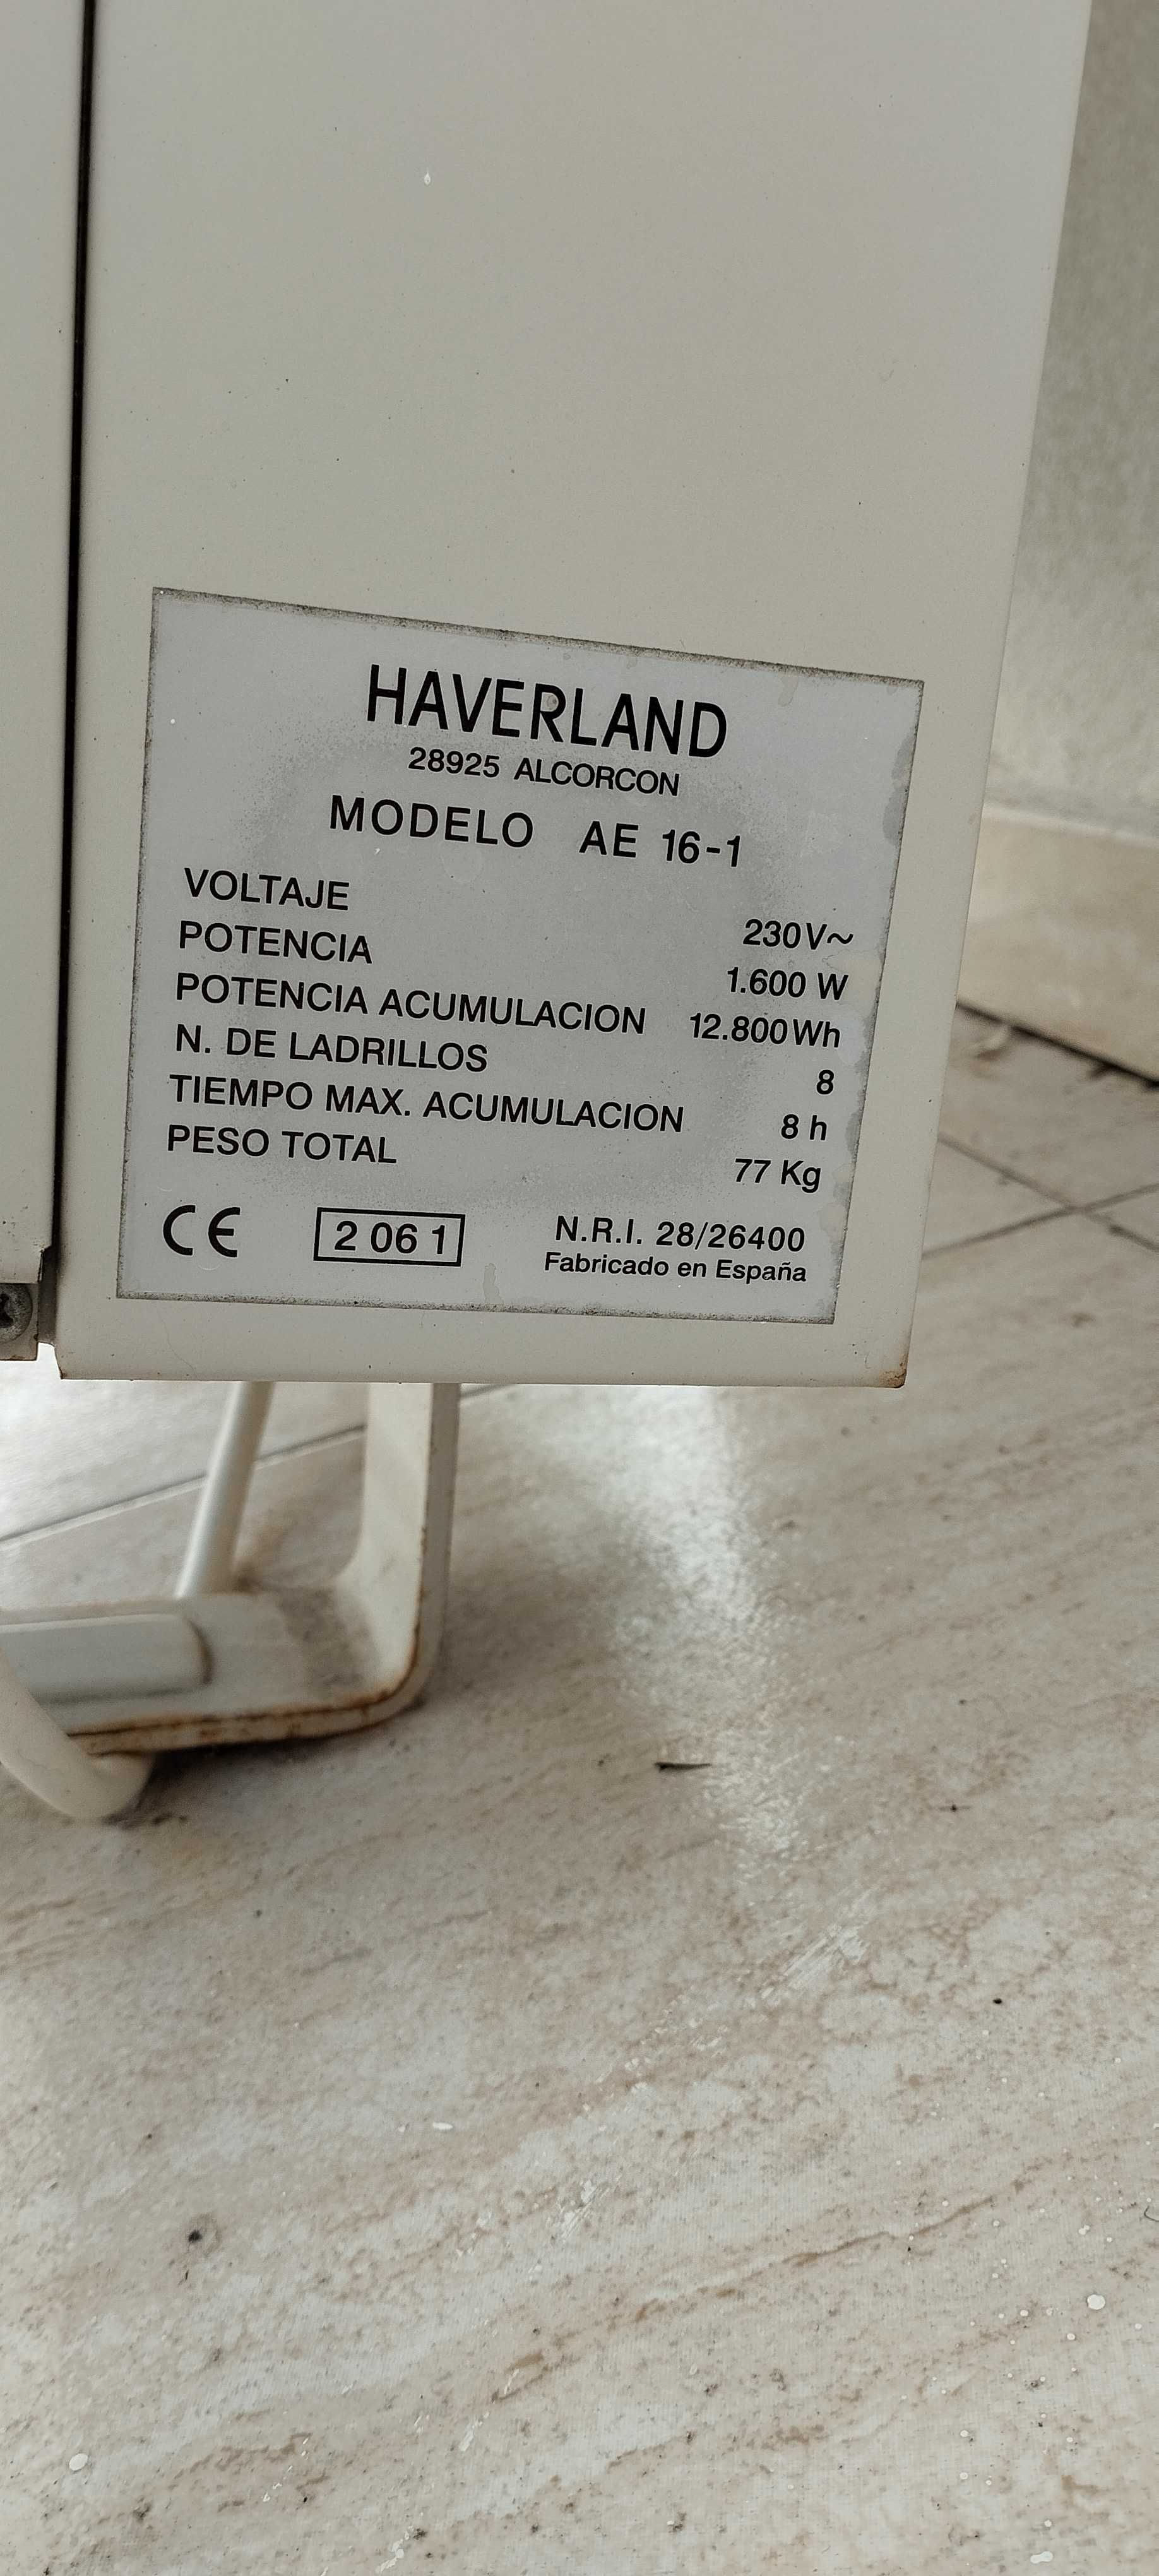 HAVERLAND
28925 ALCORCON
MODELO AE 16-1
VOLTAJE 230V~
POTENCIA 1.600 W
POTENCIA ACUMULACION 12.800Wh
N. DE LADRILLOS 8
TIEMPO MAX. ACUMULACION 8 h
PESO TOTAL 77 Kg
CE 2 06 1 N.R.I. 28/26400
Fabricado en España